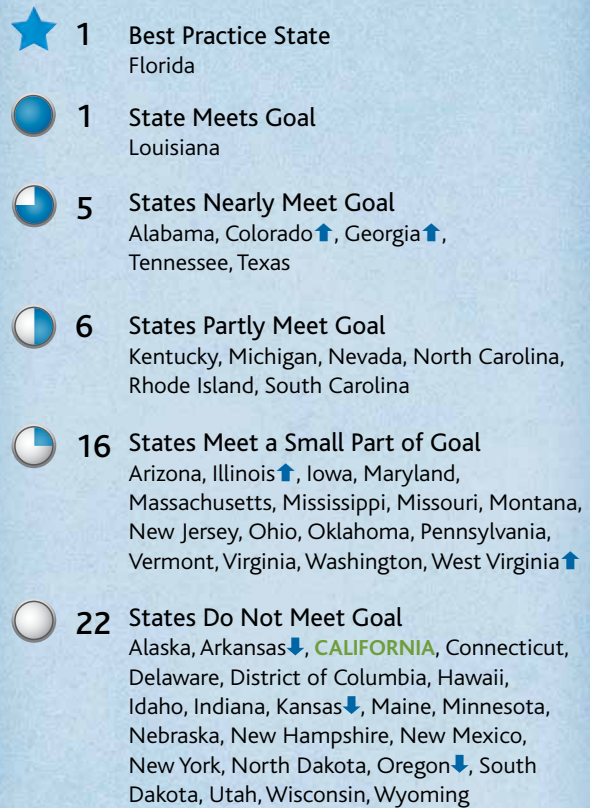 1 Best Practice State
Florida
1 State Meets Goal
Louisiana
5 States Nearly Meet Goal
Alabama, Colorado⬆, Georgia⬆,
Tennessee, Texas
6 States Partly Meet Goal
Kentucky, Michigan, Nevada, North Carolina,
Rhode Island, South Carolina
16 States Meet a Small Part of Goal
Arizona, Illinois⬆, Iowa, Maryland,
Massachusetts, Mississippi, Missouri, Montana,
New Jersey, Ohio, Oklahoma, Pennsylvania,
Vermont, Virginia, Washington, West Virginia⬆
22 States Do Not Meet Goal
Alaska, Arkansas⬇, CALIFORNIA, Connecticut,
Delaware, District of Columbia, Hawaii,
Idaho, Indiana, Kansas⬇, Maine, Minnesota,
Nebraska, New Hampshire, New Mexico,
New York, North Dakota, Oregon⬇, South
Dakota, Utah, Wisconsin, Wyoming